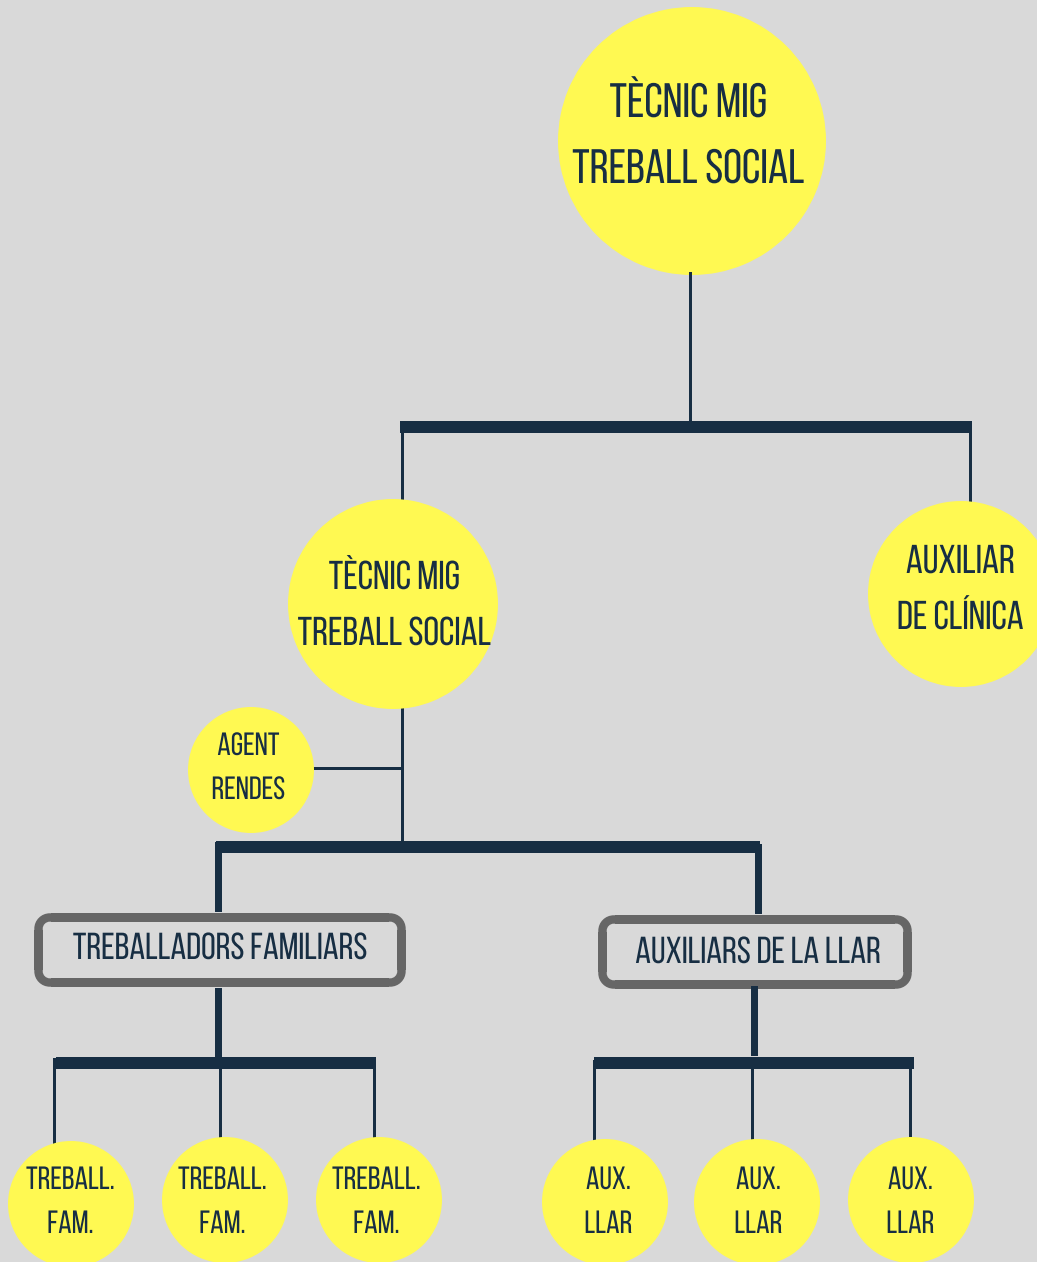 TÈCNIC MIG
TREBALL SOCIAL
TÈCNIC MIG
TREBALL SOCIAL
AUXILIAR
DE CLÍNICA
AGENT
RENDES
TREBALLADORS FAMILIARS
AUXILIARS DE LA LLAR
TREBALL.
FAM.
TREBALL.
FAM.
TREBALL.
FAM.
AUX.
LLAR
AUX.
LLAR
AUX.
LLAR